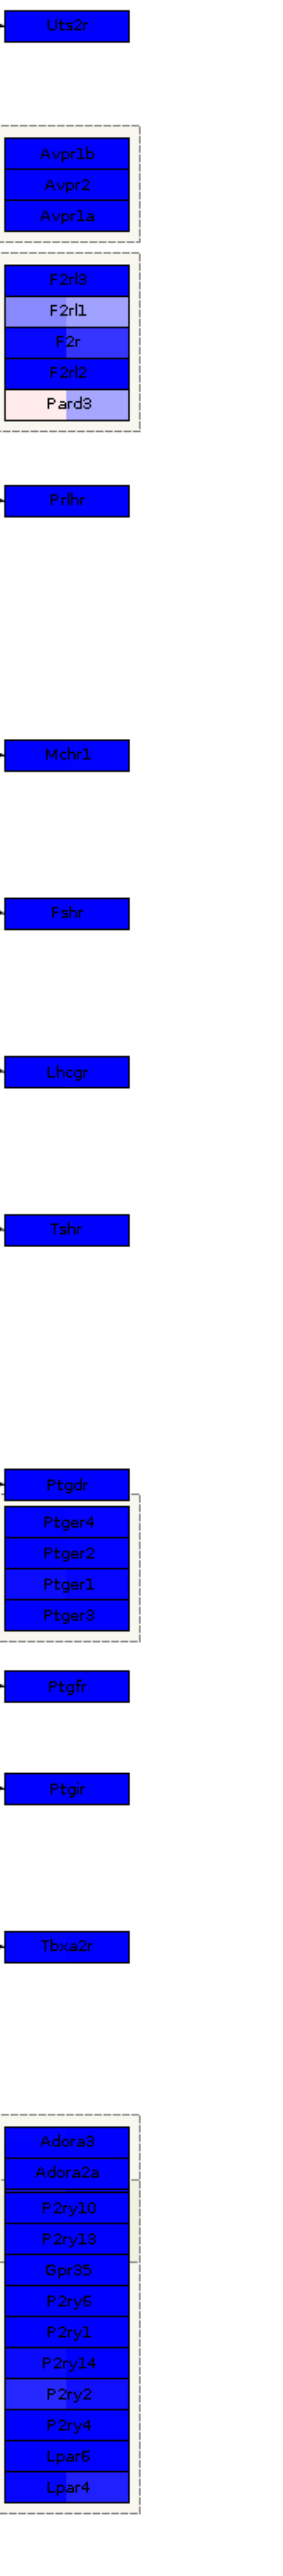 Uts2r
Avpr1b
Avpr2
Avpr1a
F2rl3
F2rl1
F2r
F2rl2
Pard3
Prlhr
Mchr1
Fshr
Lhcgr
Tshr
Ptgdr
Ptger4
Ptger2
Ptger1
Ptger3
Ptgfr
Ptgir
Tbxa2r
Adora3
Adora2a
P2ry10
P2ry13
Gpr35
P2ry6
P2ry1
P2ry14
P2ry2
P2ry4
Lpar6
Lpar4